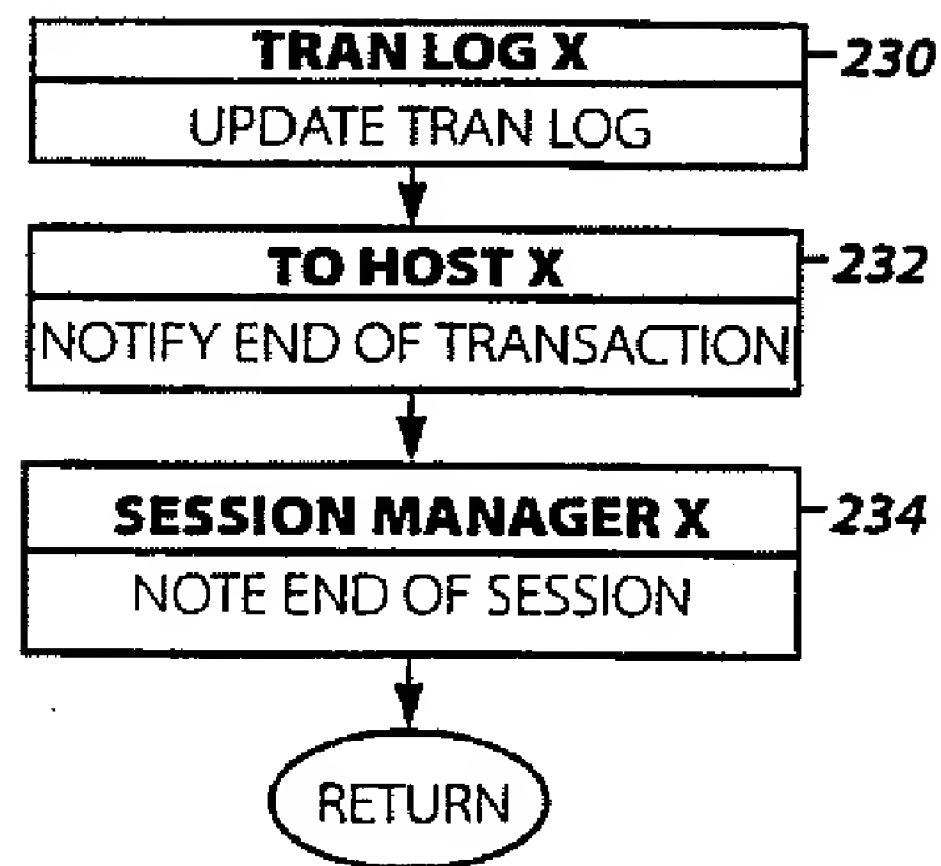 TRAN LOG X
230
UPDATE TRAN LOG
TO HOST X
232
NOTIFY END OF TRANSACTION
SESSION MANAGER X
234
NOTE END OF SESSION
RETURN